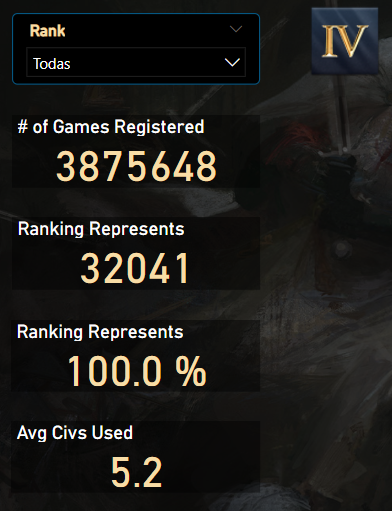 Rank
IV
Todas
# of Games Registered
3875648
Ranking Represents
32041
Ranking Represents
100.0 %
Avg Civs Used
5.2